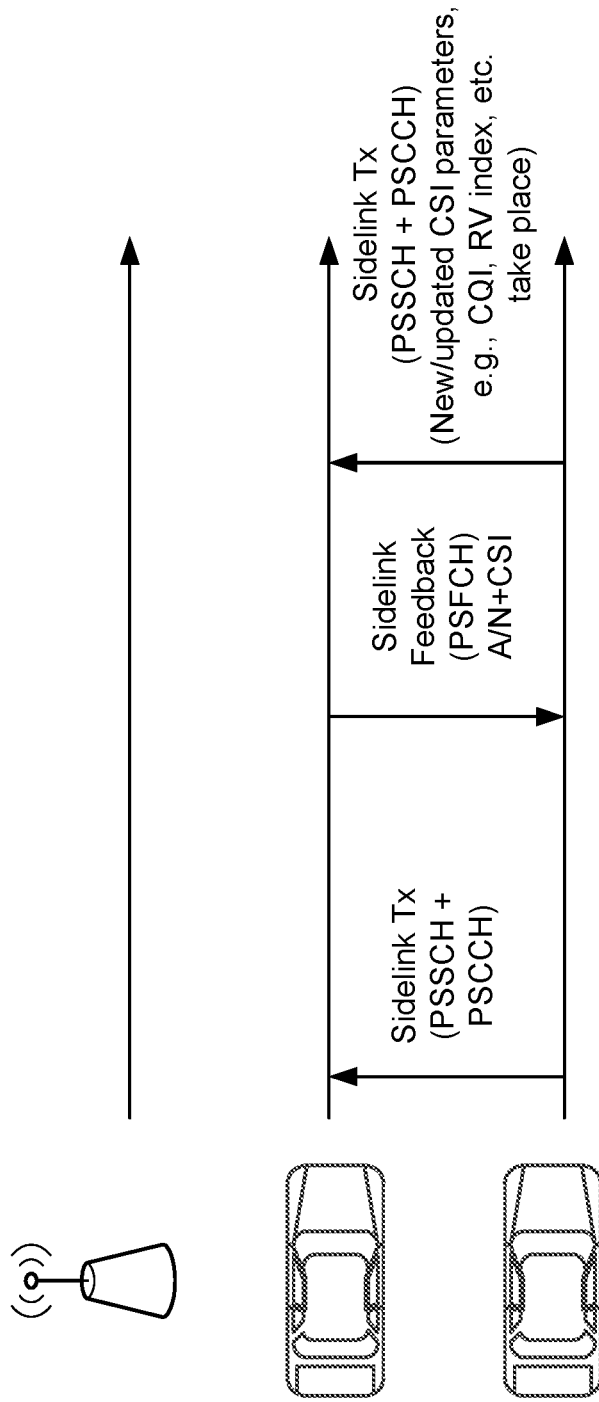 Sidelink Tx
(PSSCH +
PSCCH)
Sidelink
Feedback
(PSFCH)
A/N+CSI
Sidelink Tx
(PSSCH + PSCCH)
(New/updated CSI parameters,
e.g., CQI, RV index, etc.
take place)